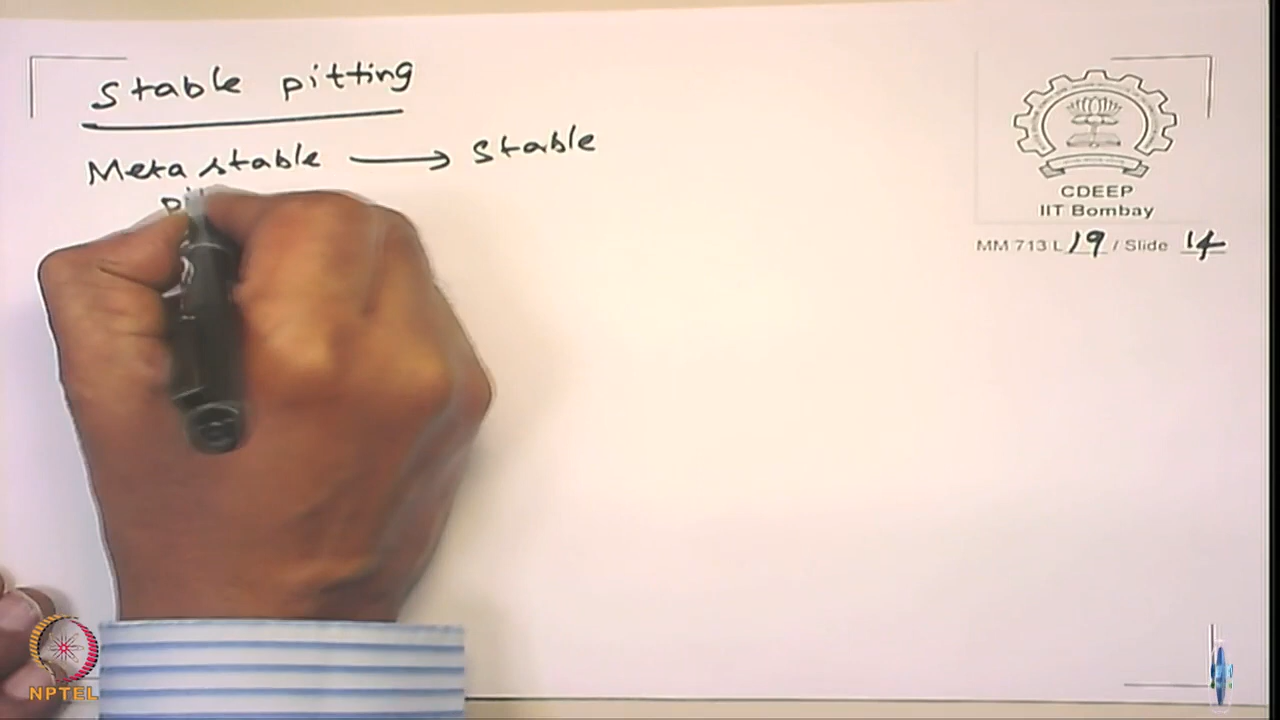 Stable pitting
Metastable → Stable
CDEEP
IIT Bombay
MM 713 L 19 / Slide 14
NPTEL